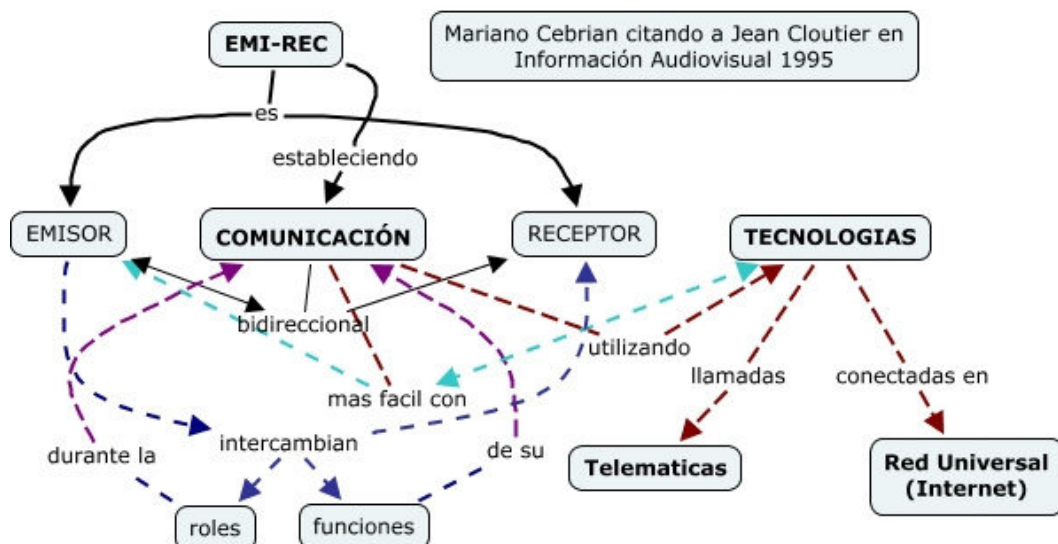 EMI-REC
Mariano Cebrian citando a Jean Cloutier en
Información Audiovisual 1995
es
estableciendo
EMISOR
COMUNICACIÓN
RECEPTOR
TECNOLOGIAS
bidireccional
utilizando
llamadas
conectadas en
mas facil con
durante la
intercambian
de su
Telematicas
Red Universal
(Internet)
roles
funciones